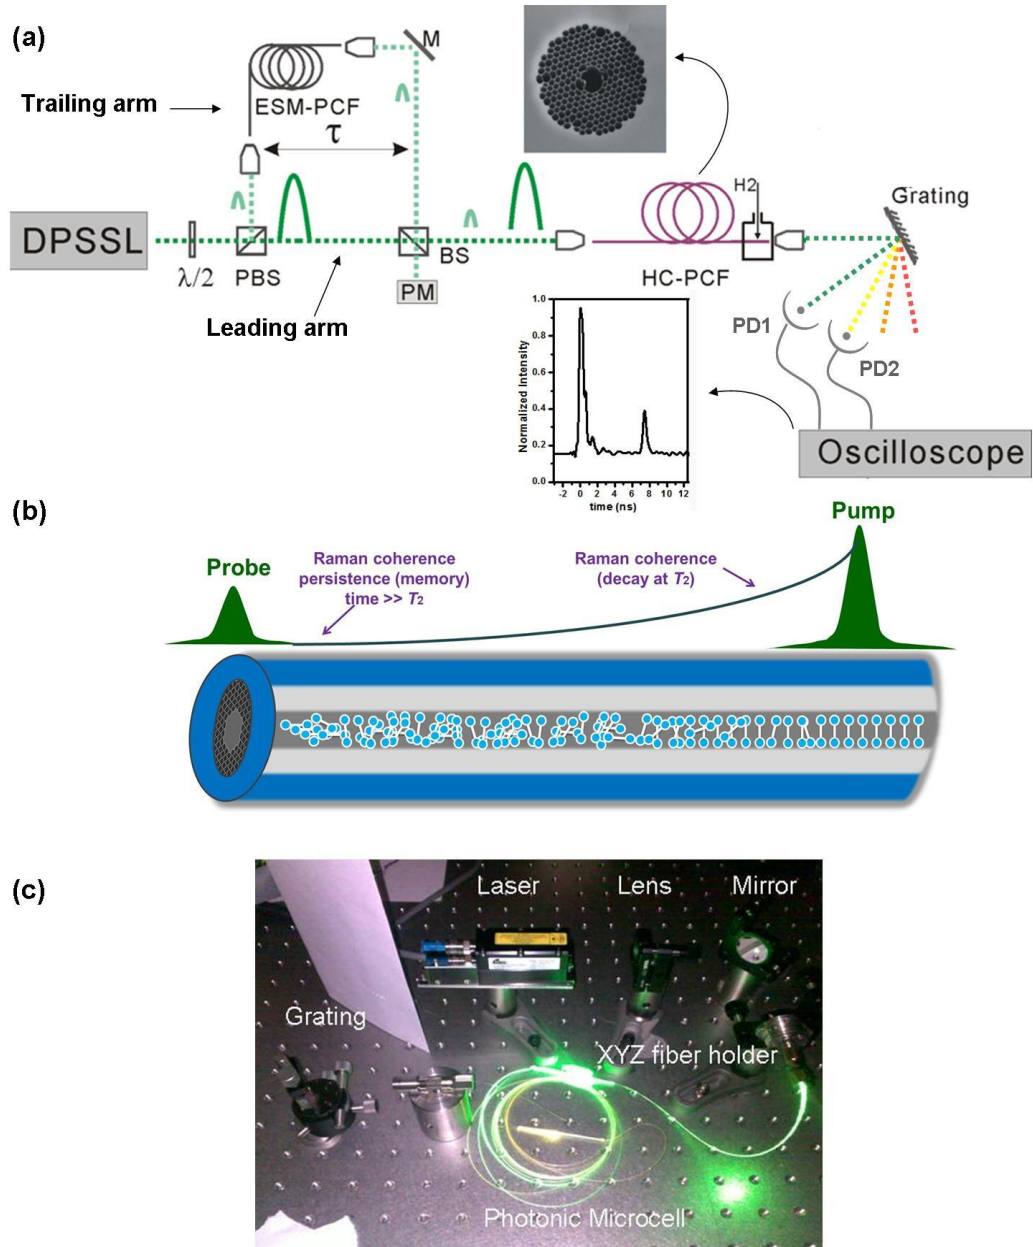 (a)
M
Trailing arm
ESM-PCF
τ
H2
Grating
DPSSL
λ/2
PBS
BS
PM
HC-PCF
Leading arm
PD1
PD2
Oscilloscope
1.0
0.8
0.6
0.4
0.2
0.0
Normalized Intensity
-2 0 2 4 6 8 10 12
time (ns)
(b)
Pump
Probe
Raman coherence
persistence (memory)
time >> T2
Raman coherence
(decay at T2)
(c)
Laser
Lens
Mirror
Grating
XYZ fiber holder
Photonic Microcell